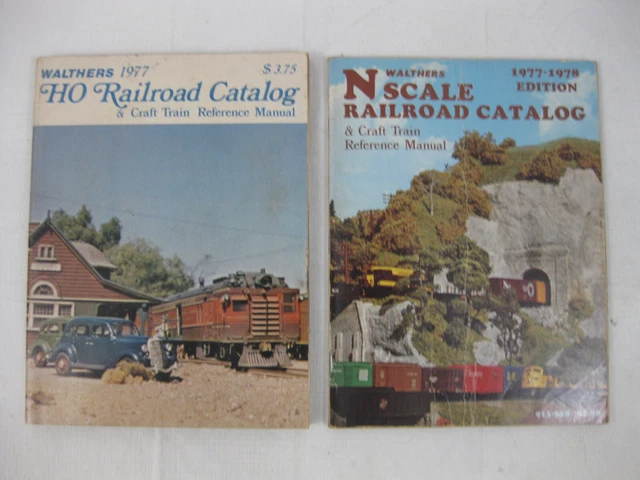 WALTHERS 1977 $3.75
HO Railroad Catalog
& Craft Train Reference Manual
WALTHERS
N SCALE
1977-1978
EDITION
RAILROAD CATALOG
& Craft Train
Reference Manual